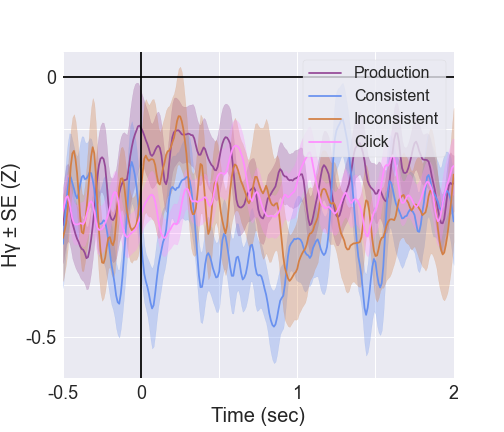 Production
Consistent
Inconsistent
Click
Hγ ± SE (Z)
0
-0.5
-0.5
0
1
2
Time (sec)